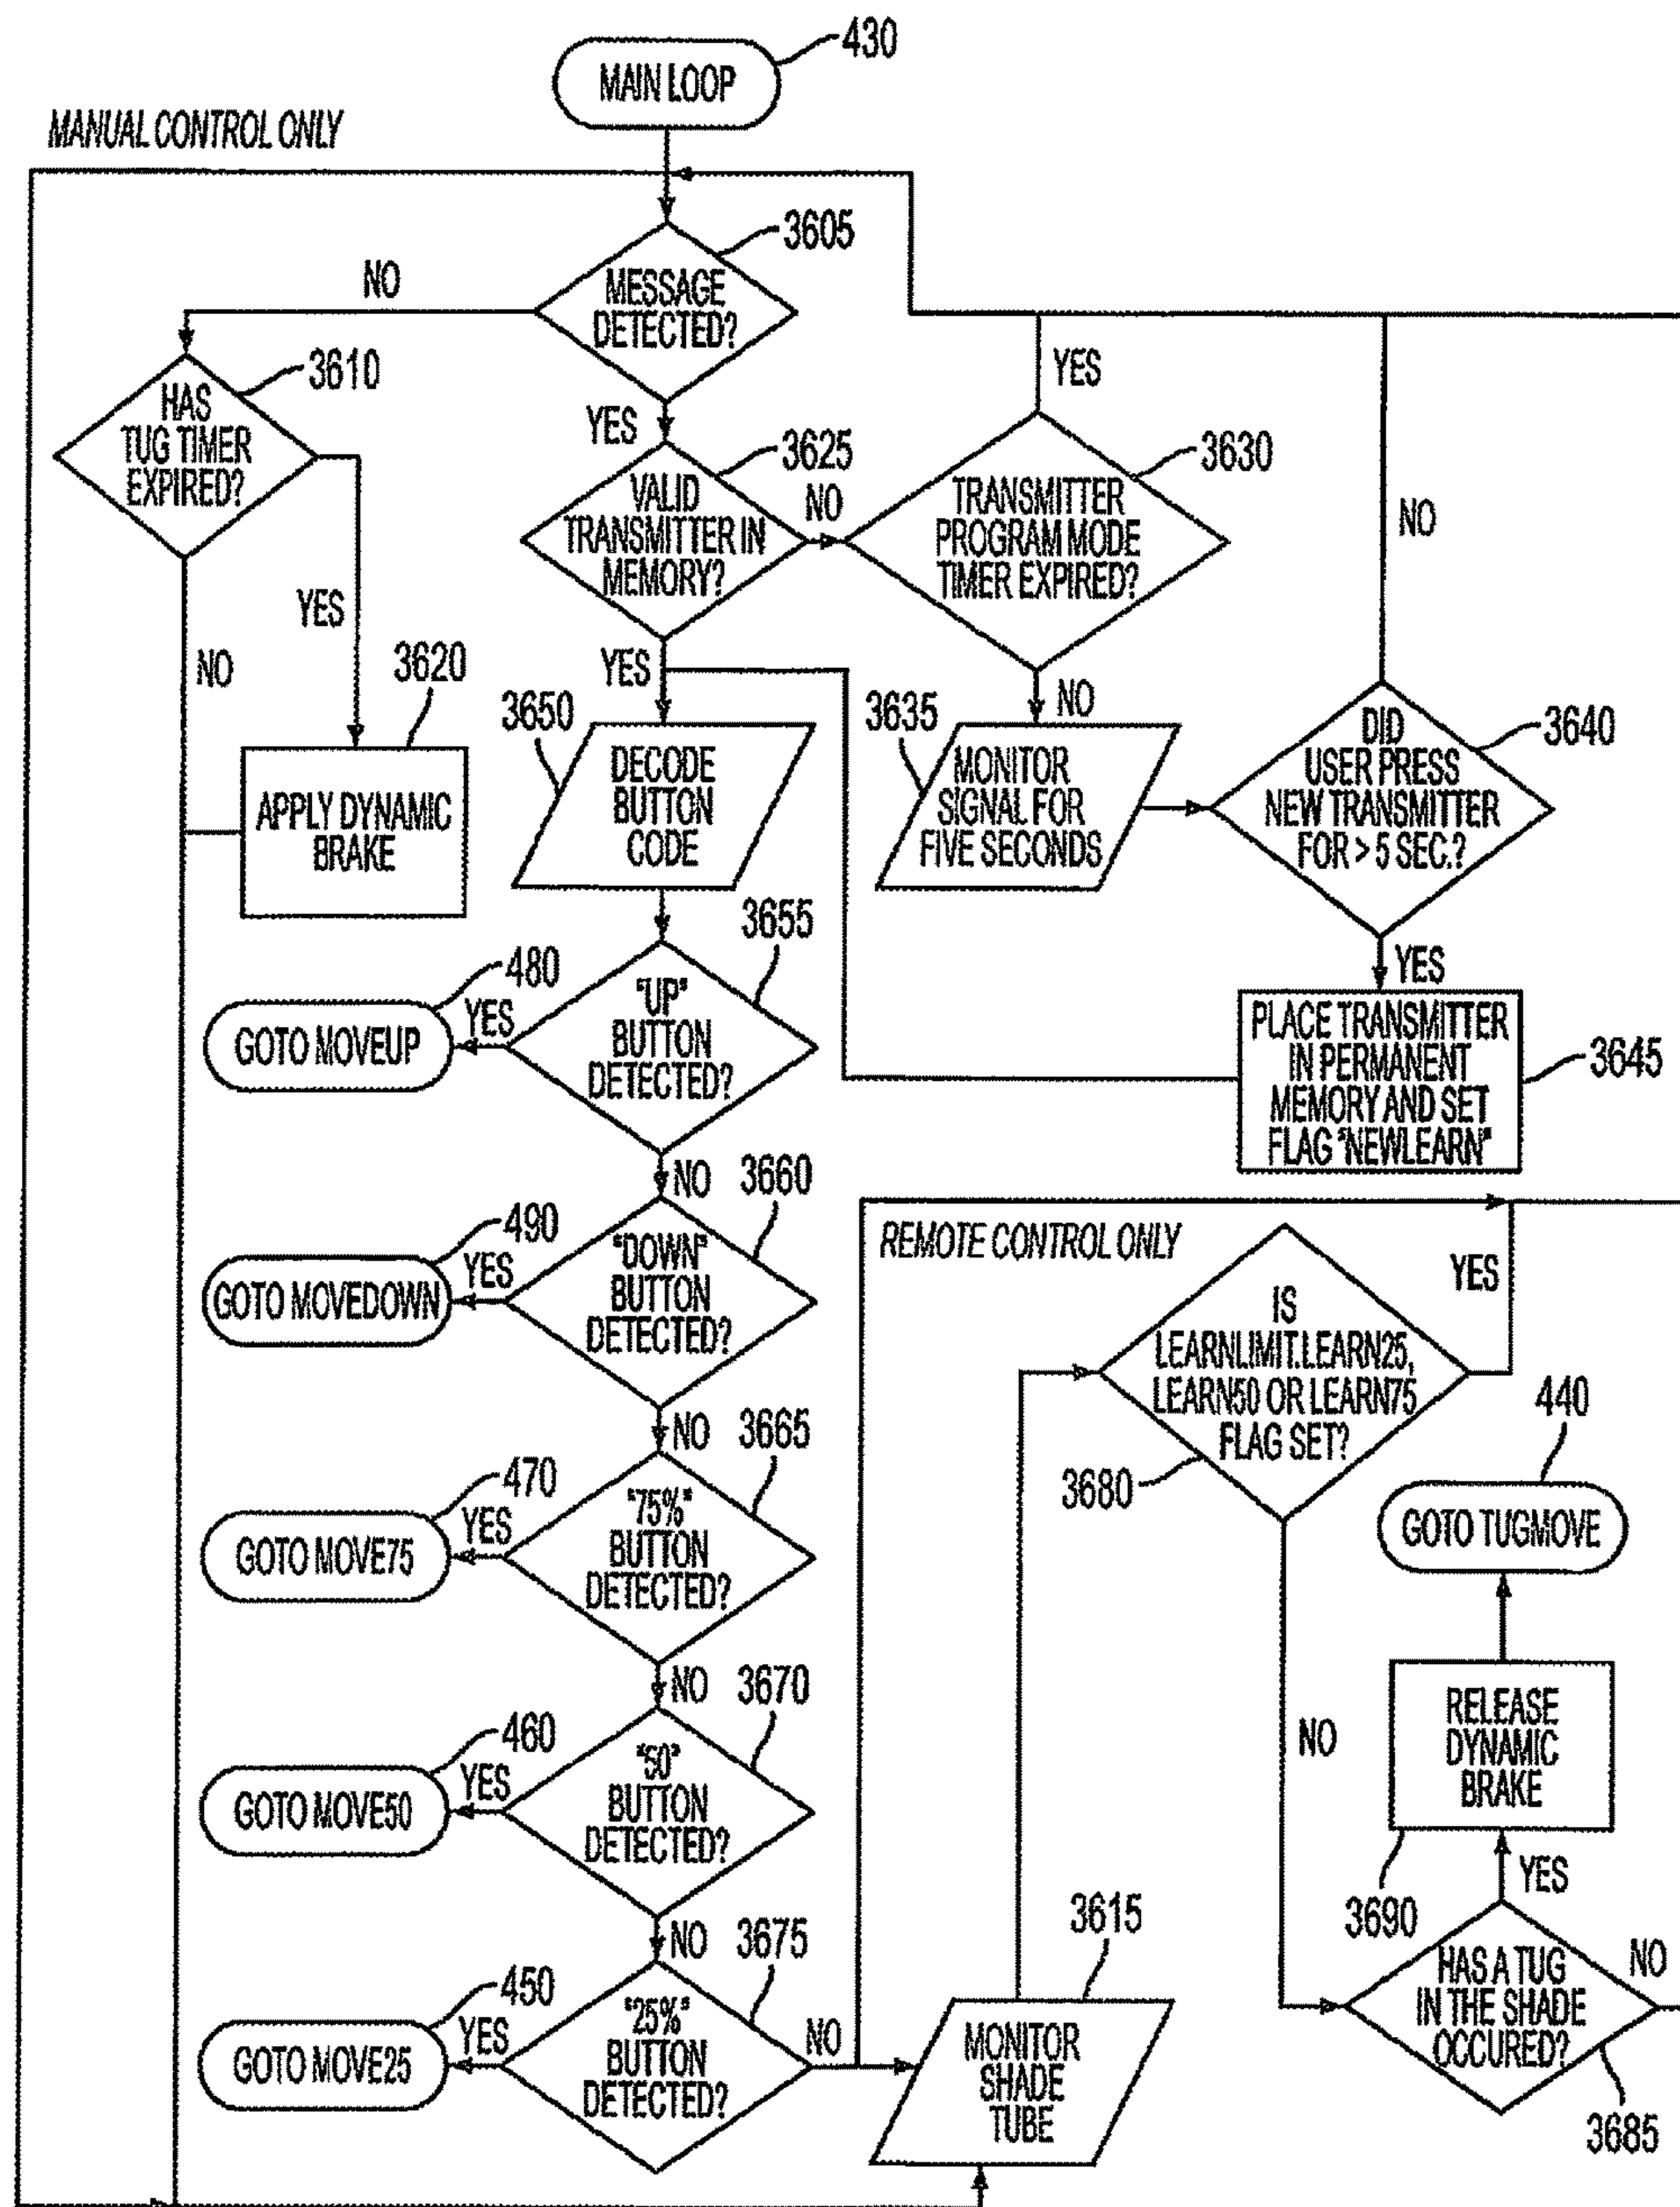 430
MAIN LOOP
MANUAL CONTROL ONLY
3605
MESSAGE
DETECTED?
NO
YES
3610
HAS
TUG TIMER
EXPIRED?
YES
NO
3620
APPLY DYNAMIC
BRAKE
3625
VALID
TRANSMITTER IN
MEMORY?
NO
YES
3630
TRANSMITTER
PROGRAM MODE
TIMER EXPIRED?
YES
NO
3635
MONITOR
SIGNAL FOR
FIVE SECONDS
3640
DID
USER PRESS
NEW TRANSMITTER
FOR > 5 SEC.?
NO
YES
PLACE TRANSMITTER
IN PERMANENT
MEMORY AND SET
FLAG "NEWLEARN"
3645
3650
DECODE
BUTTON
CODE
3655
"UP"
BUTTON
DETECTED?
YES
480
GOTO MOVEUP
NO
3660
"DOWN"
BUTTON
DETECTED?
YES
490
GOTO MOVEDOWN
NO
3665
"75%"
BUTTON
DETECTED?
YES
470
GOTO MOVE75
NO
3670
"50"
BUTTON
DETECTED?
YES
460
GOTO MOVE50
NO
3675
"25%"
BUTTON
DETECTED?
YES
450
GOTO MOVE25
NO
REMOTE CONTROL ONLY
3615
MONITOR
SHADE
TUBE
IS
LEARNLIMIT.LEARN25,
LEARN50 OR LEARN75
FLAG SET?
3680
YES
NO
440
GOTO TUGMOVE
RELEASE
DYNAMIC
BRAKE
3690
YES
HAS A TUG
IN THE SHADE
OCCURED?
NO
3685